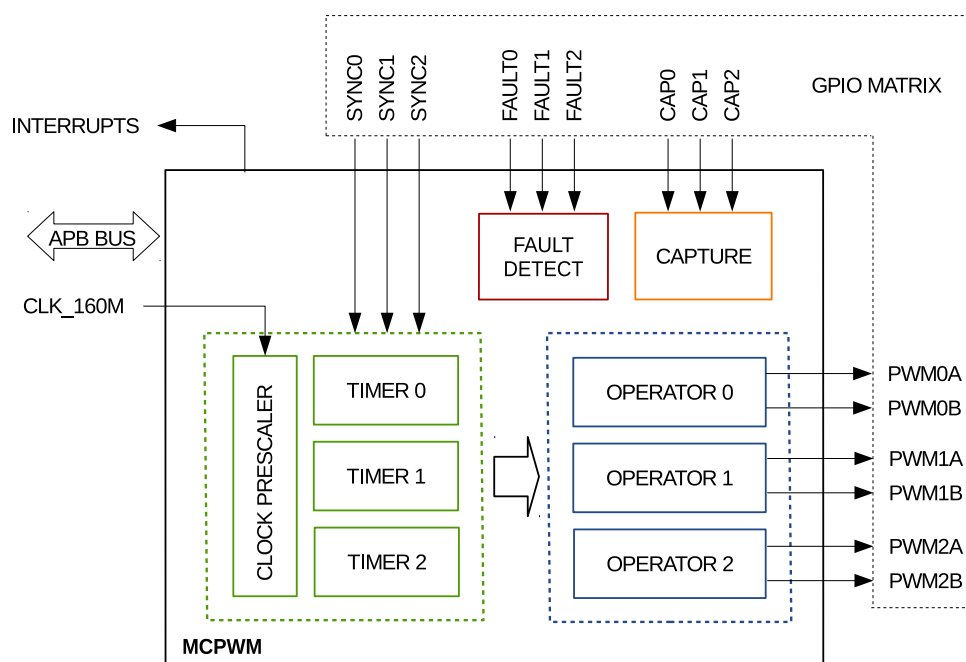 SYNC0
SYNC1
SYNC2
FAULT0
FAULT1
FAULT2
CAP0
CAP1
CAP2
GPIO MATRIX
INTERRUPTS
APB BUS
FAULT
DETECT
CAPTURE
CLK_160M
CLOCK PRESCALER
TIMER 0
TIMER 1
TIMER 2
OPERATOR 0
OPERATOR 1
OPERATOR 2
PWM0A
PWM0B
PWM1A
PWM1B
PWM2A
PWM2B
MCPWM